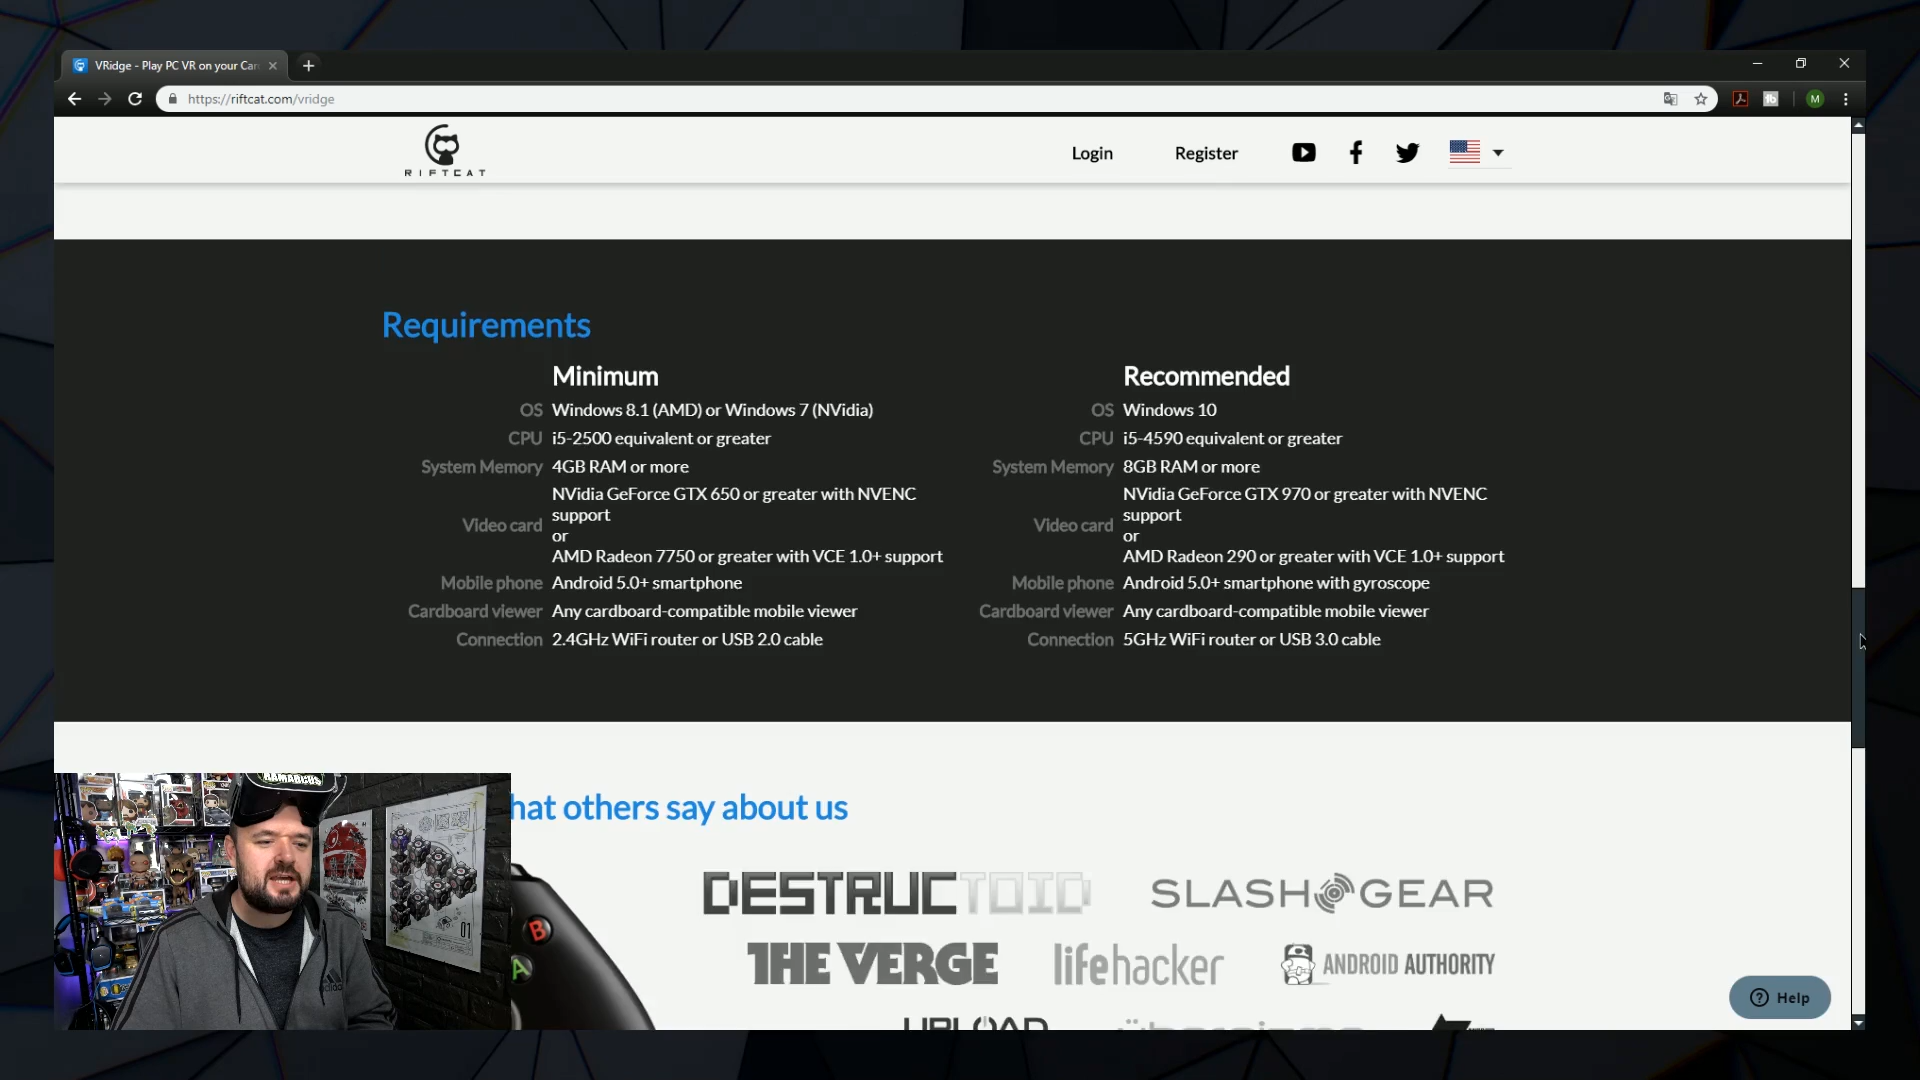 VRidge - Play PC VR on your Car
https://riftcat.com/vridge
M
RIFTCAT
Login
Register
Requirements
Minimum
OS Windows 8.1 (AMD) or Windows 7 (NVidia)
CPU i5-2500 equivalent or greater
System Memory 4GB RAM or more
NVidia GeForce GTX 650 or greater with NVENC
support
Video card
or
AMD Radeon 7750 or greater with VCE 1.0+ support
Mobile phone Android 5.0+ smartphone
Cardboard viewer Any cardboard-compatible mobile viewer
Connection 2.4GHz WiFi router or USB 2.0 cable
Recommended
OS Windows 10
CPU i5-4590 equivalent or greater
System Memory 8GB RAM or more
NVidia GeForce GTX 970 or greater with NVENC
support
Video card
or
AMD Radeon 290 or greater with VCE 1.0+ support
Mobile phone Android 5.0+ smartphone with gyroscope
Cardboard viewer Any cardboard-compatible mobile viewer
Connection 5GHz WiFi router or USB 3.0 cable
hat others say about us
DESTRUCTOID
SLASHGEAR
THE VERGE
lifehacker
ANDROID AUTHORITY
UPLOAD
B
A
01
adidas
Help